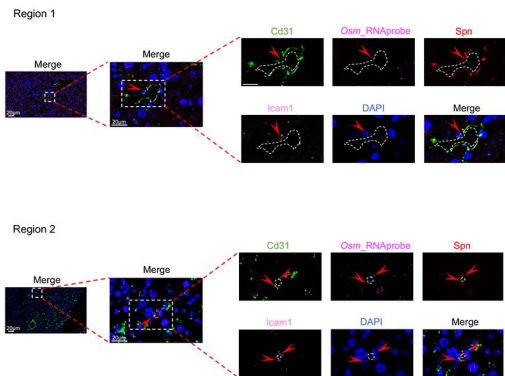 Region 1
Merge
20μm
Merge
20μm
Cd31
Osm_RNAprobe
Spn
Icam1
DAPI
Merge
Region 2
Merge
20μm
Merge
20μm
Cd31
Osm_RNAprobe
Spn
Icam1
DAPI
Merge